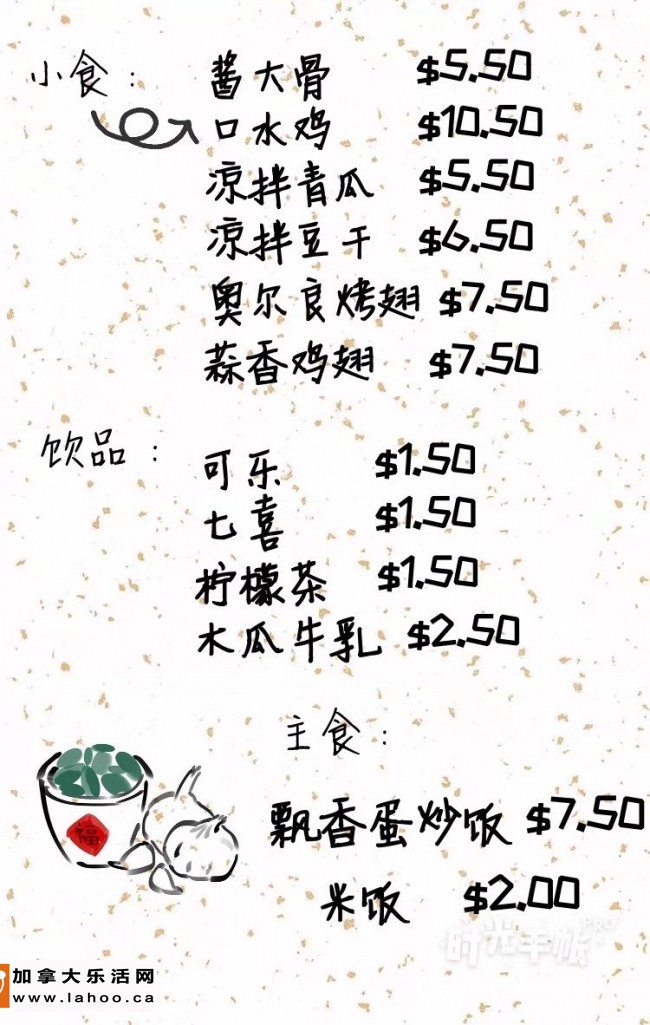 小食： 酱大骨 $5.50
口水鸡 $10.50
凉拌青瓜 $5.50
凉拌豆干 $6.50
奥尔良烤翅 $7.50
蒜香鸡翅 $7.50
饮品： 可乐 $1.50
七喜 $1.50
柠檬茶 $1.50
木瓜牛乳 $2.50
主食：
飘香蛋炒饭 $7.50
米饭 $2.00
福
时光手帐PRO
加拿大乐活网
www.lahoo.ca